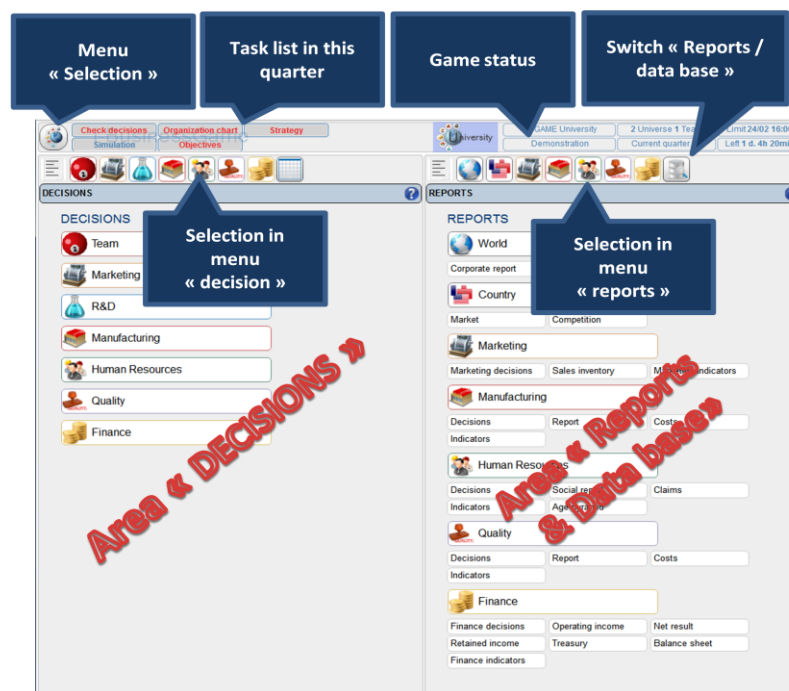 Menu
« Selection »
Task list in this
quarter
Game status
Switch « Reports /
data base »
Check decisions
Organization chart
Strategy
Simulation
Objectives
University
GAME University
2 Universe 1
Limit 24/02 16:00
Demonstration
Current quarter
Left 1 d. 4h 20mi
DECISIONS
REPORTS
DECISIONS
Team
Marketing
R&D
Manufacturing
Human Resources
Quality
Finance
Selection in
menu
« decision »
Area « DECISIONS »
REPORTS
World
Corporate report
Country
Market
Competition
Selection in
menu
« reports »
Marketing
Marketing decisions
Sales inventory
Manufacturing
Decisions
Report
Costs
Indicators
Human Resources
Decisions
Social
Claims
Indicators
Quality
Decisions
Report
Costs
Indicators
Finance
Finance decisions
Operating income
Net result
Retained income
Treasury
Balance sheet
Finance indicators
Area « Reports
& Data base»